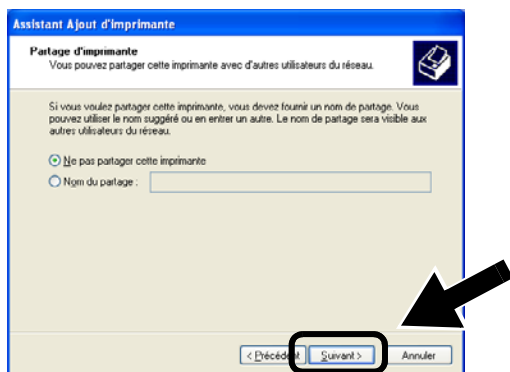 Assistant Ajout d'imprimante
Partage d'imprimante
Vous pouvez partager cette imprimante avec d'autres utilisateurs du réseau.
Si vous voulez partager cette imprimante, vous devez fournir un nom de partage. Vous
pouvez utiliser le nom suggéré ou en entrer un autre. Le nom de partage sera visible aux
autres utilisateurs du réseau.
Ne pas partager cette imprimante
Nom du partage :
< Précédent
Suivant >
Annuler